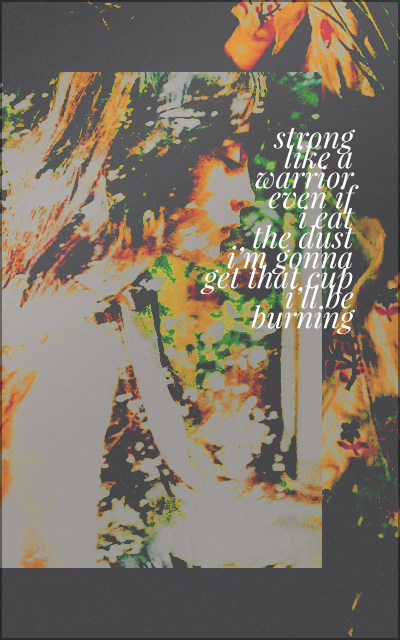 strong
like a
warrior
even if
i eat
the dust
i'm gonna
get that cup
i'll be
burning